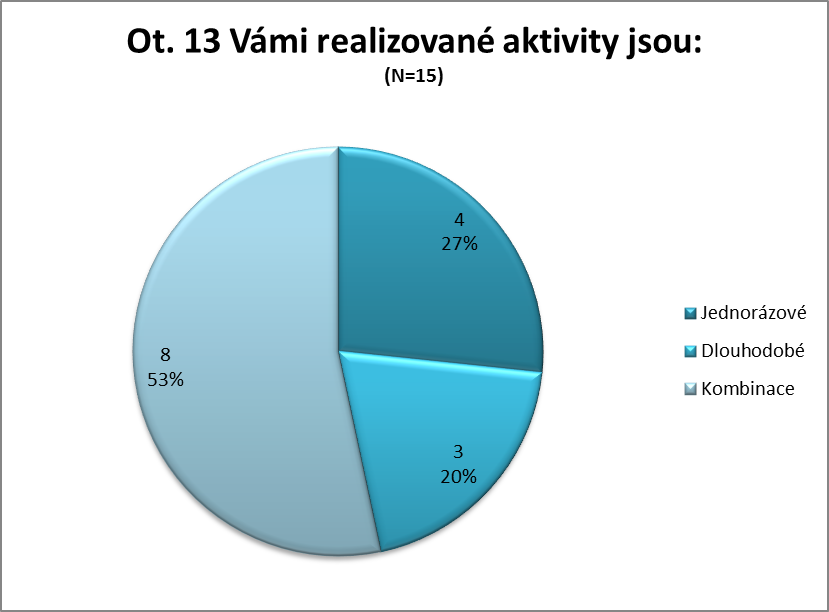 Ot. 13 Vámi realizované aktivity jsou:
(N=15)
4
27%
8
53%
3
20%
Jednorázové
Dlouhodobé
Kombinace